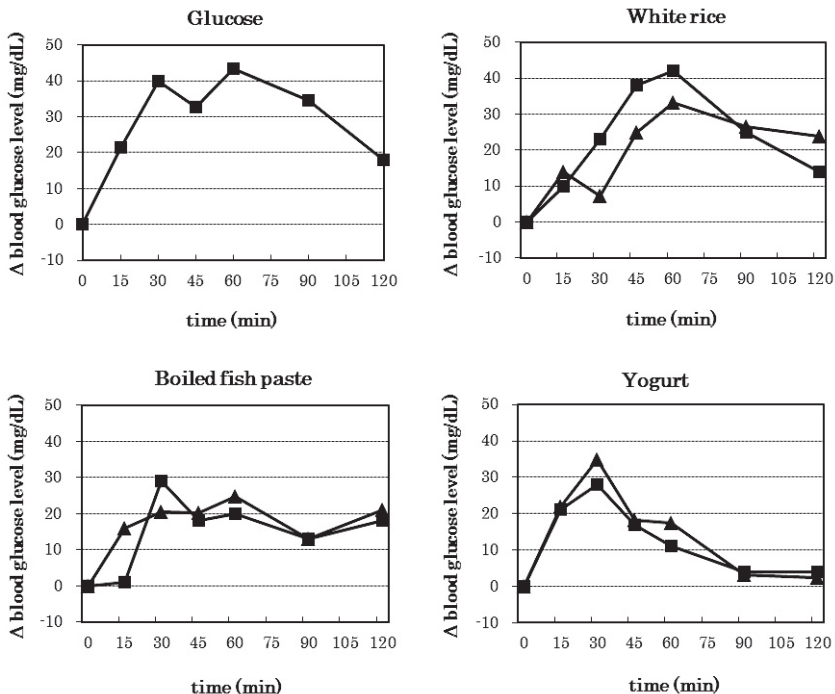 Glucose
Δ blood glucose level (mg/dL)
50
40
30
20
10
0
-10
0 15 30 45 60 75 90 105 120
time (min)
White rice
Δ blood glucose level (mg/dL)
50
40
30
20
10
0
-10
0 15 30 45 60 75 90 105 120
time (min)
Boiled fish paste
Δ blood glucose level (mg/dL)
50
40
30
20
10
0
-10
0 15 30 45 60 75 90 105 120
time (min)
Yogurt
Δ blood glucose level (mg/dL)
50
40
30
20
10
0
-10
0 15 30 45 60 75 90 105 120
time (min)